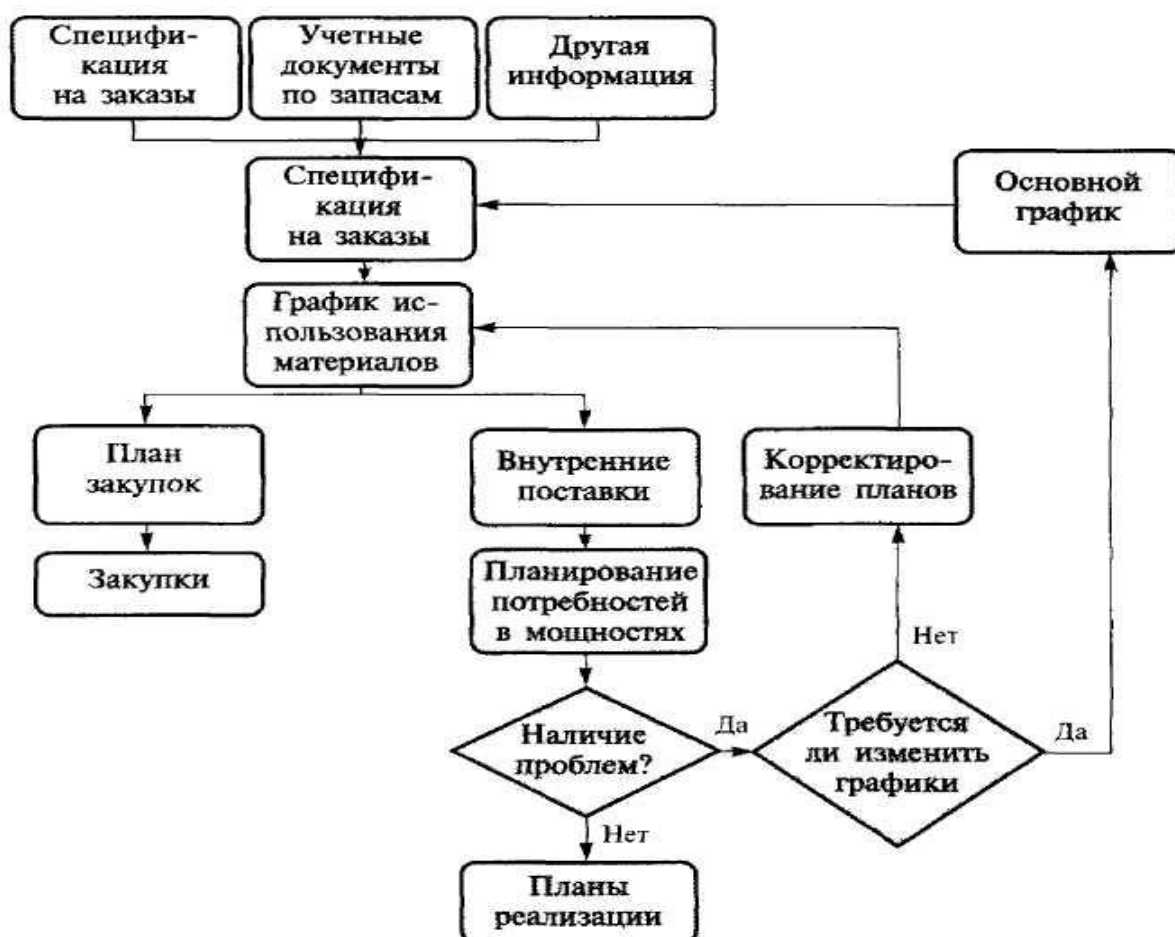 Специфи-
кация
на заказы
Учетные
документы
по запасам
Другая
информация
Специфи-
кация
на заказы
Основной
график
График ис-
пользования
материалов
План
закупок
Внутренние
поставки
Корректиро-
вание планов
Закупки
Планирование
потребностей
в мощностях
Нет
Наличие
проблем?
Да
Требуется
ли изменить
графики
Да
Нет
Планы
реализации